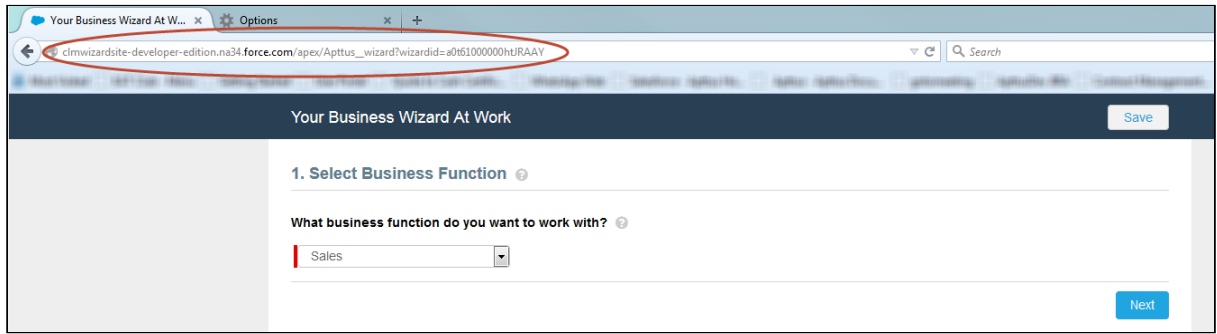 Your Business Wizard At W... × Options × +
clmwizardsite-developer-edition.na34.force.com/apex/Apttus__wizard?wizardid=a0t61000000htJRAAY Search
Your Business Wizard At Work Save
1. Select Business Function ?
What business function do you want to work with? ?
Sales
Next